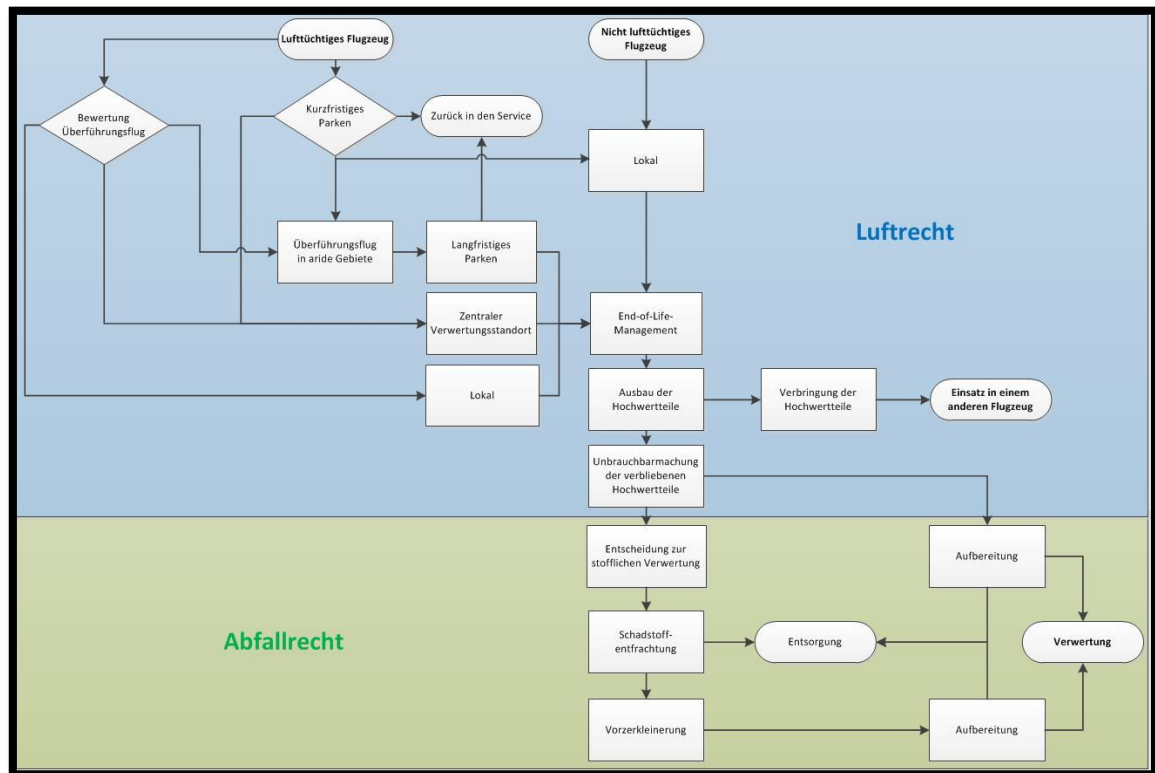 Lufttüchtiges Flugzeug
Nicht lufttüchtiges
Flugzeug
Bewertung
Überführungsflug
Kurzfristiges
Parken
Zurück in den Service
Lokal
Luftrecht
Überführungsflug
in aride Gebiete
Langfristiges
Parken
Zentraler
Verwertungsstandort
End-of-Life-
Management
Lokal
Ausbau der
Hochwertteile
Verbringung der
Hochwertteile
Einsatz in einem
anderen Flugzeug
Unbrauchbarmachung
der verbliebenen
Hochwertteile
Entscheidung zur
stofflichen Verwertung
Aufbereitung
Abfallrecht
Schadstoff-
entfrachtung
Entsorgung
Verwertung
Vorzerkleinerung
Aufbereitung